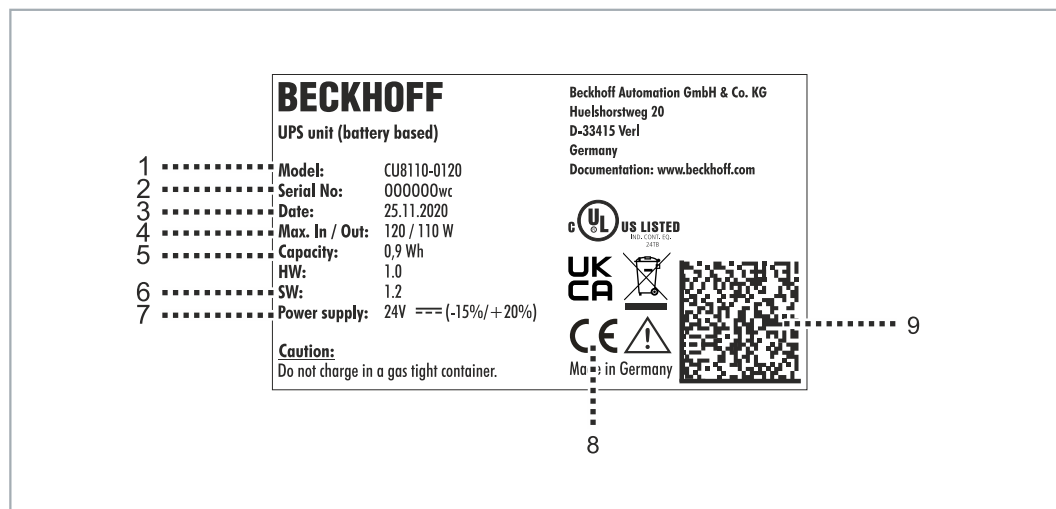 BECKHOFF
UPS unit (battery based)
1 Model: CU8110-0120
2 Serial No: 000000wc
3 Date: 25.11.2020
4 Max. In / Out: 120 / 110 W
5 Capacity: 0,9 Wh
HW: 1.0
6 SW: 1.2
7 Power supply: 24V (-15%/+20%)
Caution:
Do not charge in a gas tight container.
Beckhoff Automation GmbH & Co. KG
Huelshorstweg 20
D-33415 Verl
Germany
Documentation: www.beckhoff.com
C UL US LISTED
IND. CONT. EQ.
24TB
UK
CA
CE
Made in Germany
8
9